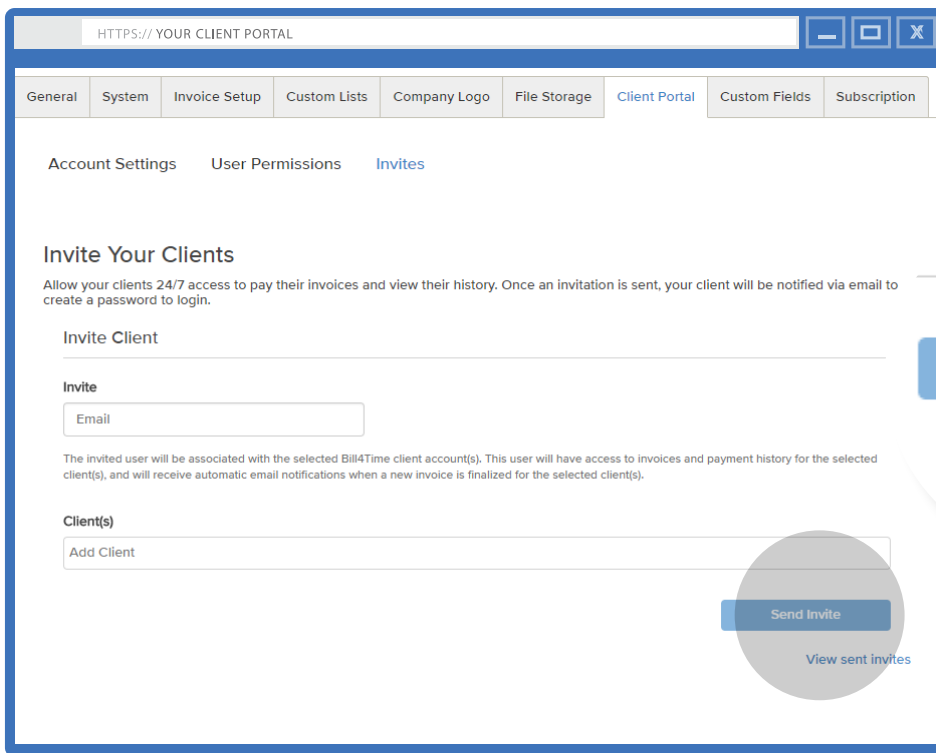 HTTPS:// YOUR CLIENT PORTAL
General System Invoice Setup Custom Lists Company Logo File Storage Client Portal Custom Fields Subscription
Account Settings User Permissions Invites
Invite Your Clients
Allow your clients 24/7 access to pay their invoices and view their history. Once an invitation is sent, your client will be notified via email to
create a password to login.
Invite Client
Invite
Email
The invited user will be associated with the selected Bill4Time client account(s). This user will have access to invoices and payment history for the selected
client(s), and will receive automatic email notifications when a new invoice is finalized for the selected client(s).
Client(s)
Add Client
Send Invite
View sent invites